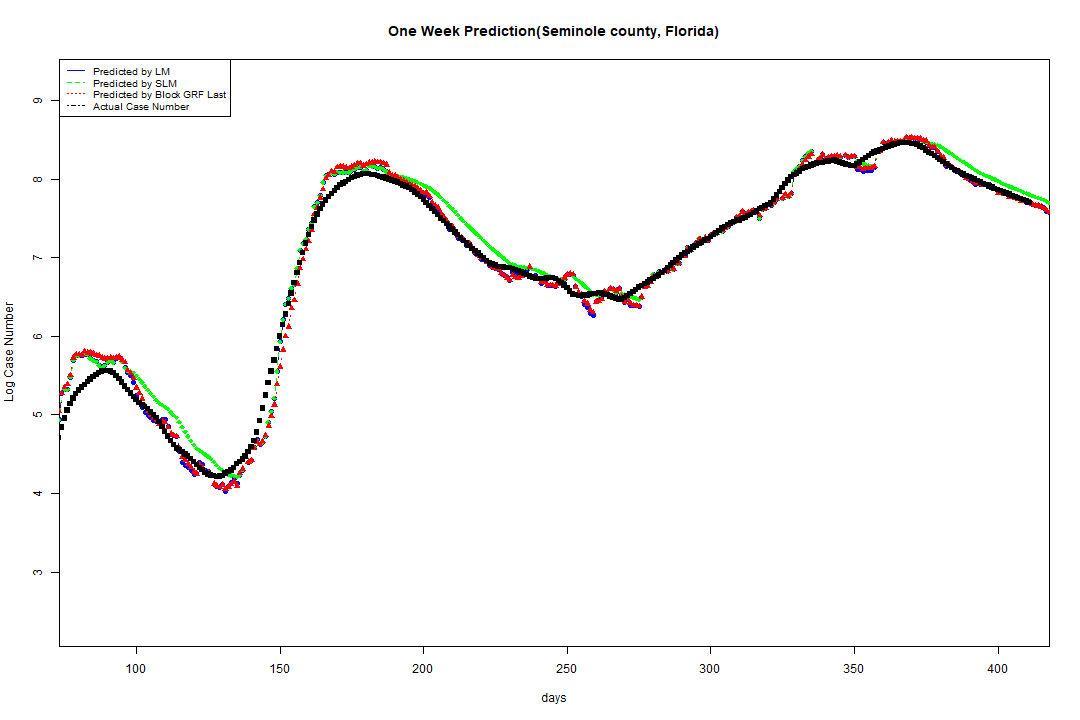 One Week Prediction(Seminole county, Florida)
Predicted by LM
Predicted by SLM
Predicted by Block GRF Last
Actual Case Number
9
8
7
6
5
4
3
Log Case Number
100 150 200 250 300 350 400
days